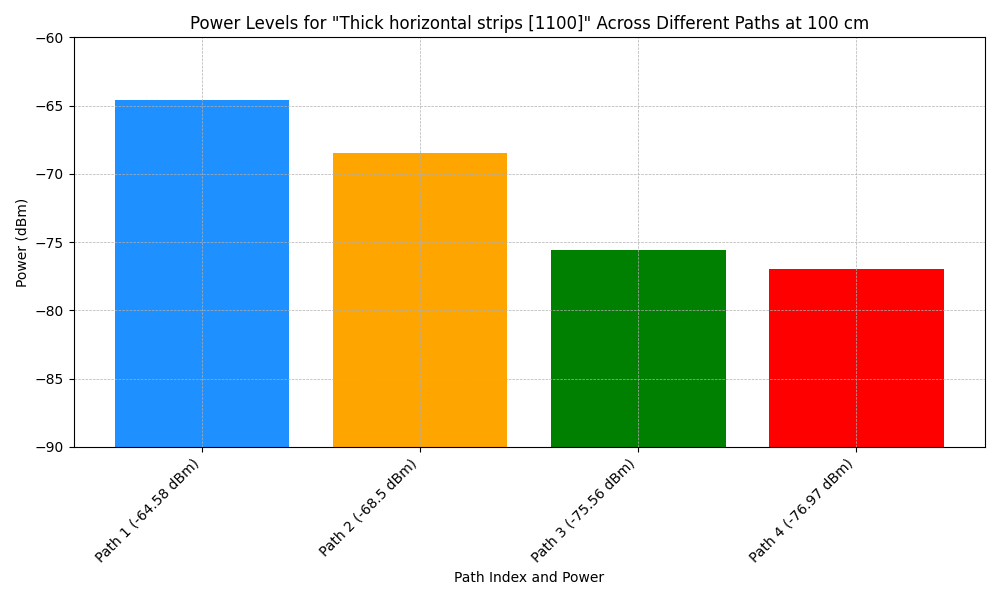 Power Levels for "Thick horizontal strips [1100]" Across Different Paths at 100 cm
−60
−65
−70
−75
−80
−85
−90
Power (dBm)
Path 1 (-64.58 dBm)
Path 2 (-68.5 dBm)
Path 3 (-75.56 dBm)
Path 4 (-76.97 dBm)
Path Index and Power